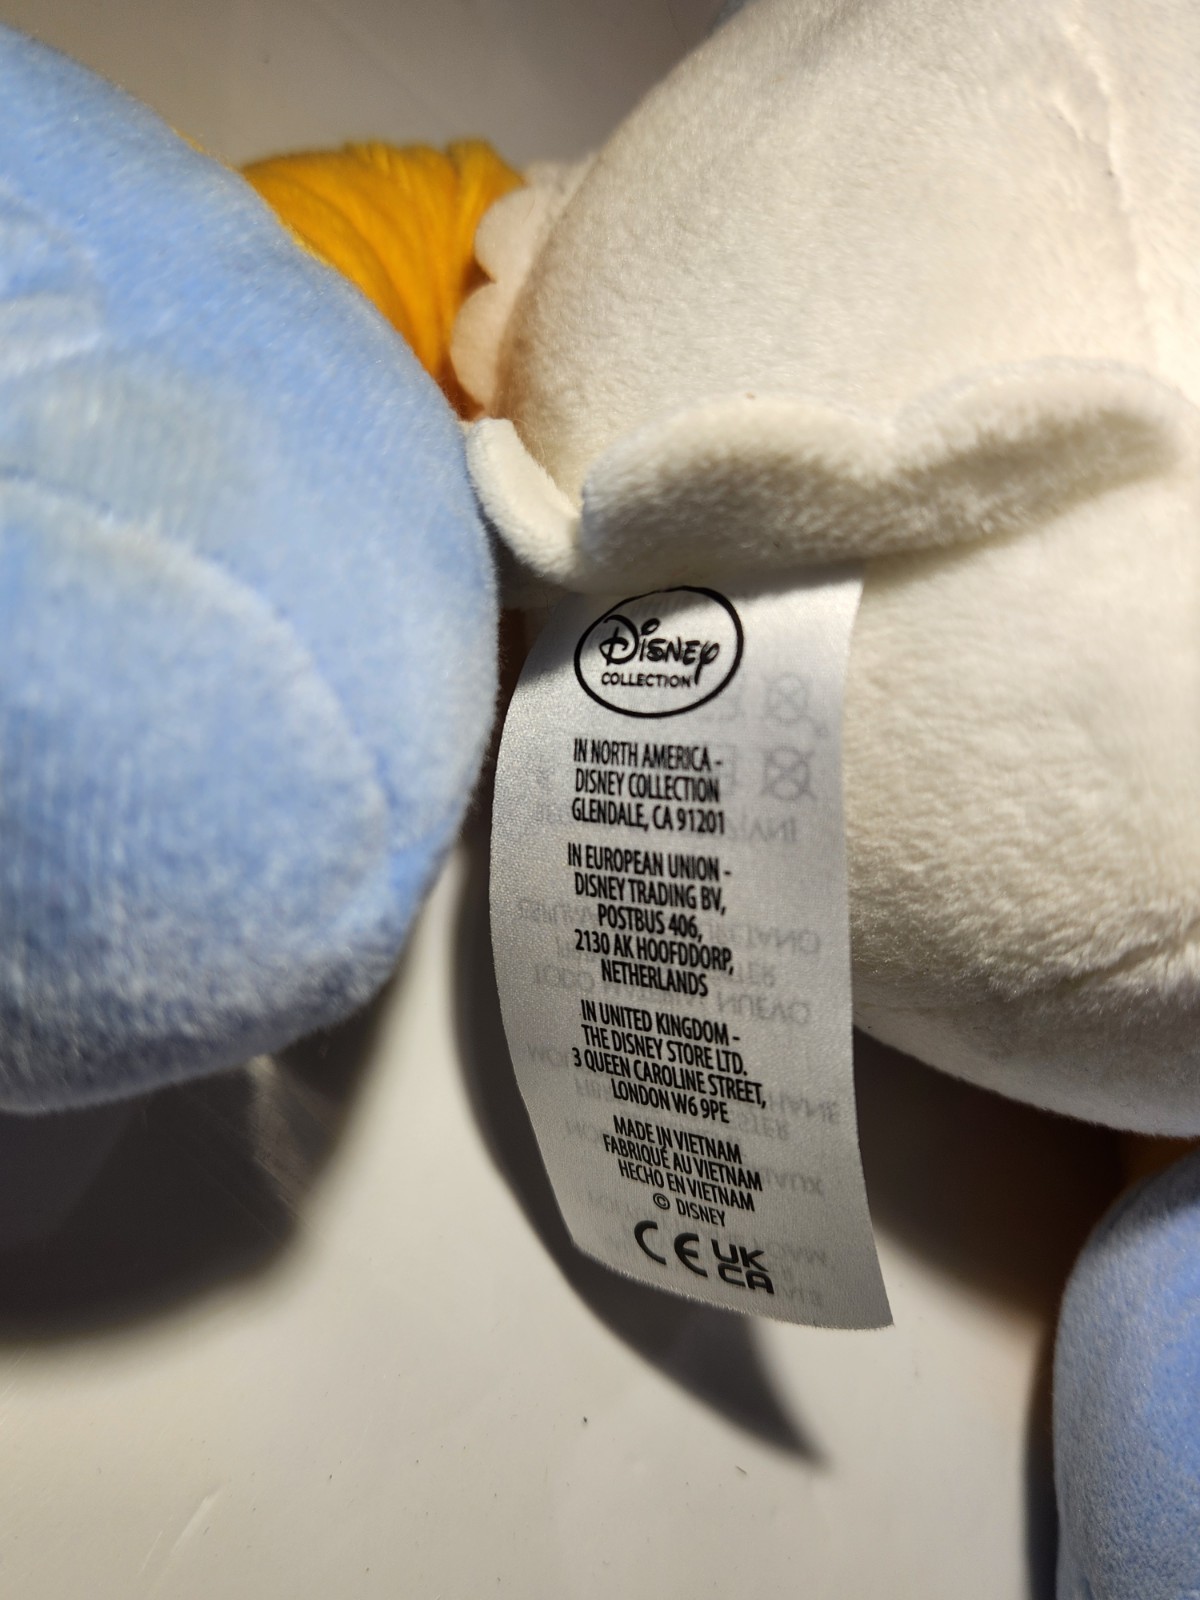 Disney
COLLECTION
IN NORTH AMERICA -
DISNEY COLLECTION
GLENDALE, CA 91201
IN EUROPEAN UNION -
DISNEY TRADING BV,
POSTBUS 406,
2130 AK HOOFDDORP,
NETHERLANDS
IN UNITED KINGDOM -
THE DISNEY STORE LTD.
3 QUEEN CAROLINE STREET,
LONDON W6 9PE
MADE IN VIETNAM
FABRIQUÉ AU VIETNAM
HECHO EN VIETNAM
© DISNEY
CE UK
CA